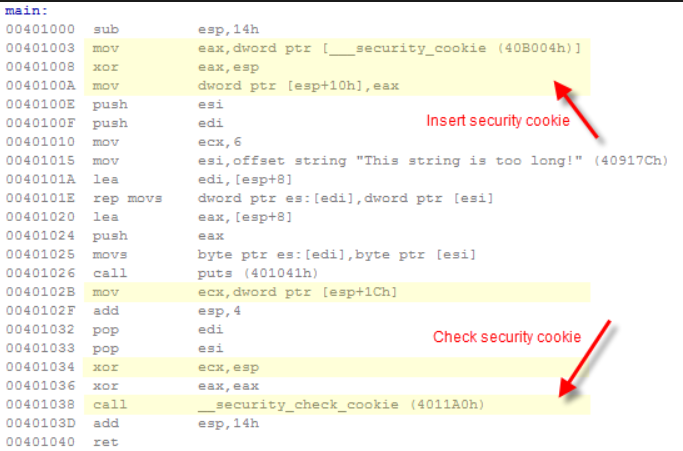 main:
00401000 sub esp,14h
00401003 mov eax,dword ptr [___security_cookie (40B004h)]
00401008 xor eax,esp
0040100A mov dword ptr [esp+10h],eax
0040100E push esi
0040100F push edi
Insert security cookie
00401010 mov ecx,6
00401015 mov esi,offset string "This string is too long!" (40917Ch)
0040101A lea edi,[esp+8]
0040101E rep movs dword ptr es:[edi],dword ptr [esi]
00401020 lea eax,[esp+8]
00401024 push eax
00401025 movs byte ptr es:[edi],byte ptr [esi]
00401026 call puts (401041h)
0040102B mov ecx,dword ptr [esp+1Ch]
0040102F add esp,4
00401032 pop edi
Check security cookie
00401033 pop esi
00401034 xor ecx,esp
00401036 xor eax,eax
00401038 call __security_check_cookie (4011A0h)
0040103D add esp,14h
00401040 ret